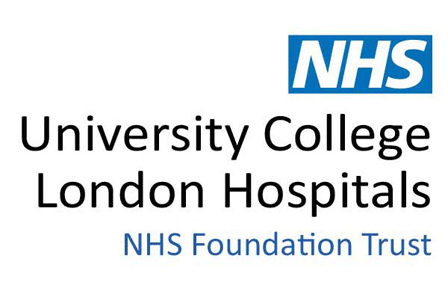 NHS
University College
London Hospitals
NHS Foundation Trust